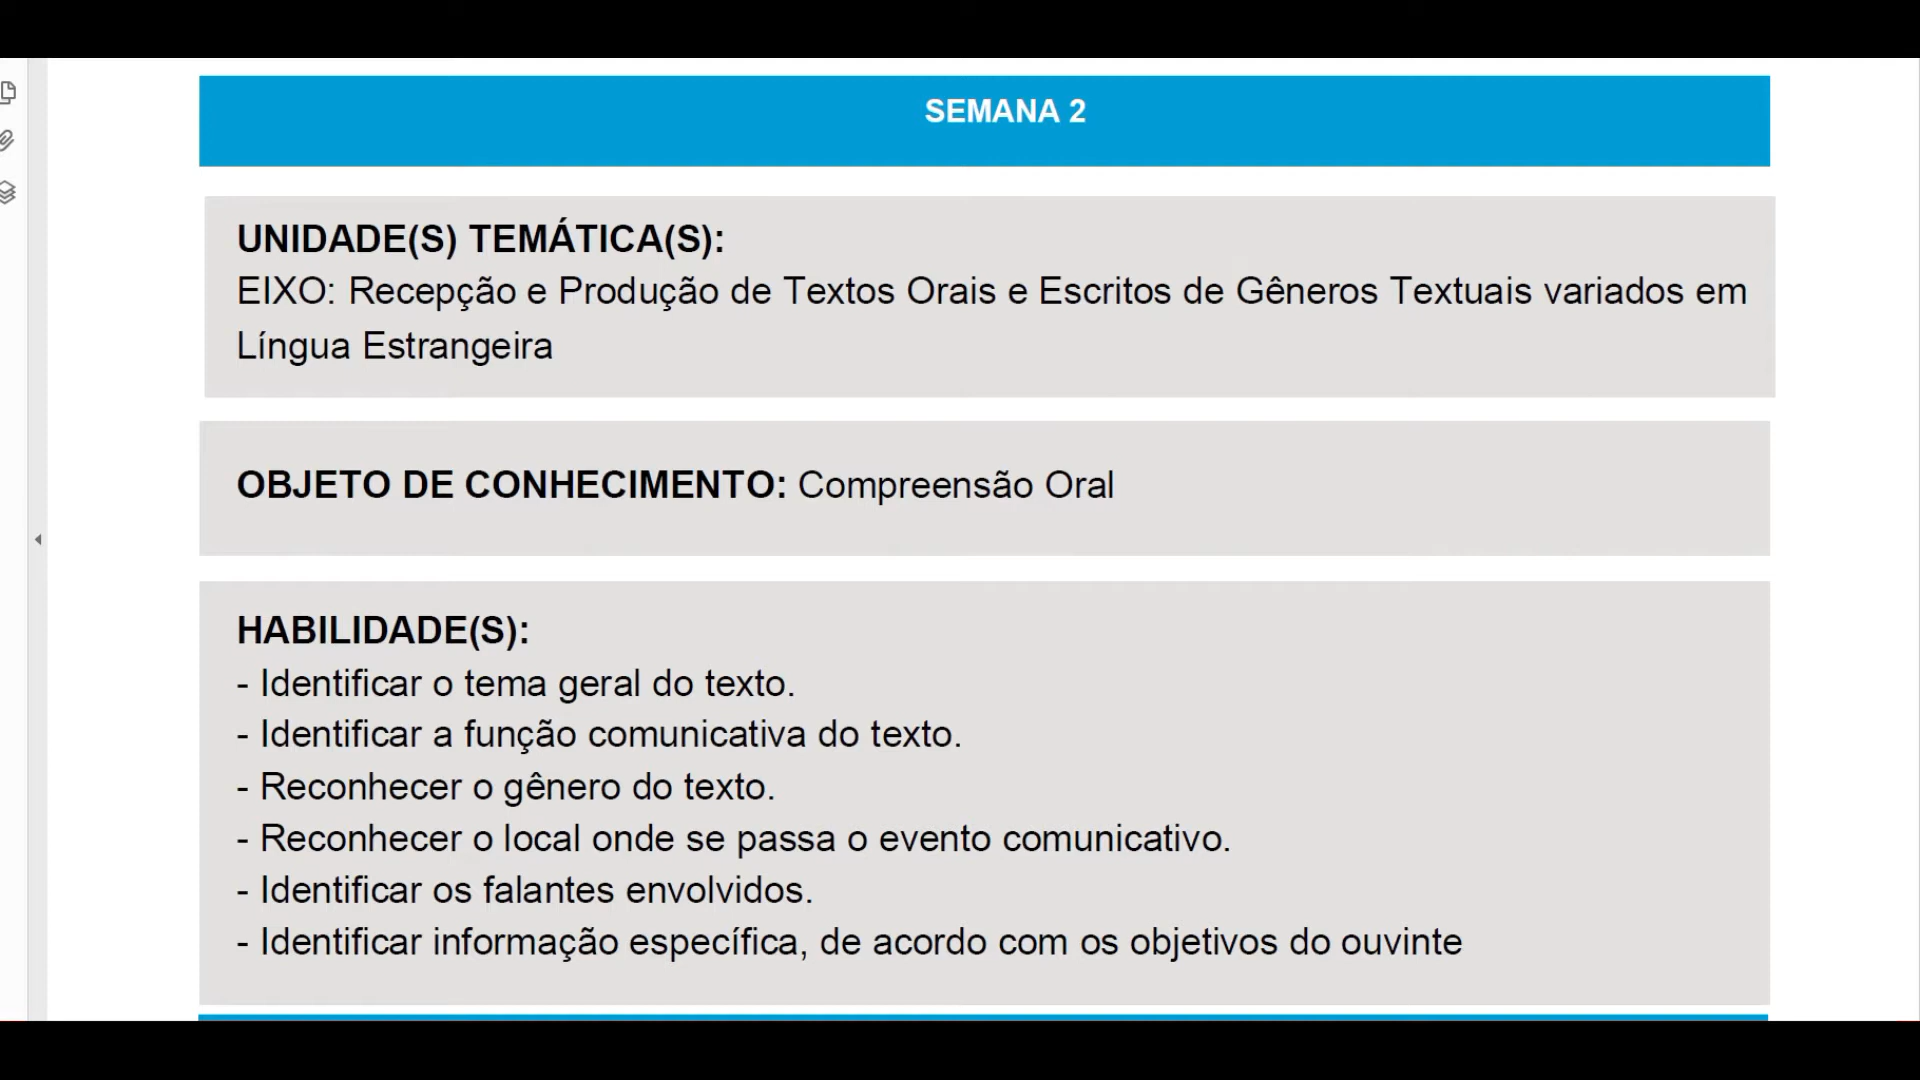 SEMANA 2
UNIDADE(S) TEMÁTICA(S):
EIXO: Recepção e Produção de Textos Orais e Escritos de Gêneros Textuais variados em
Língua Estrangeira
OBJETO DE CONHECIMENTO: Compreensão Oral
HABILIDADE(S):
- Identificar o tema geral do texto.
- Identificar a função comunicativa do texto.
- Reconhecer o gênero do texto.
- Reconhecer o local onde se passa o evento comunicativo.
- Identificar os falantes envolvidos.
- Identificar informação específica, de acordo com os objetivos do ouvinte